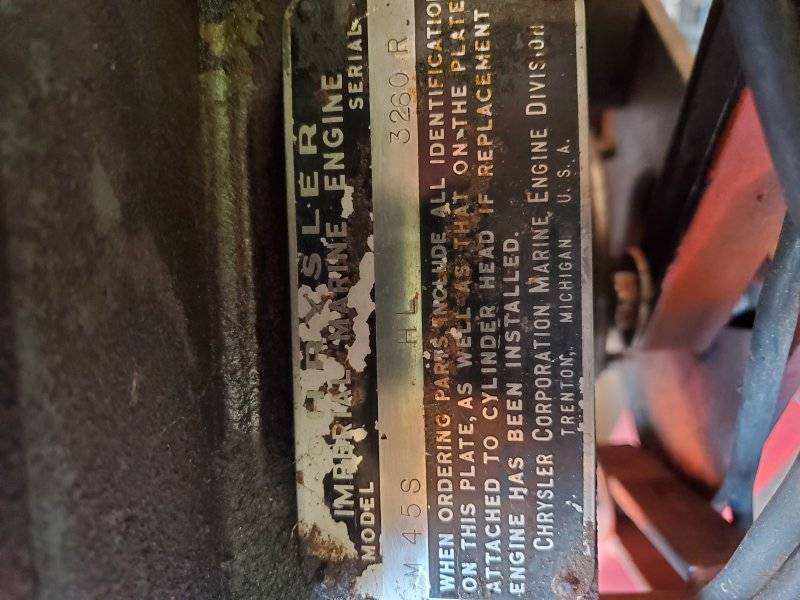 CHRYSLER
IMPERIAL MARINE ENGINE
MODEL SERIAL
M 45 S HL 3260 R
WHEN ORDERING PARTS INCLUDE ALL IDENTIFICATION
ON THIS PLATE, AS WELL AS THAT ON THE PLATE
ATTACHED TO CYLINDER HEAD IF REPLACEMENT
ENGINE HAS BEEN INSTALLED.
CHRYSLER CORPORATION MARINE ENGINE DIVISION
TRENTON, MICHIGAN U. S. A.